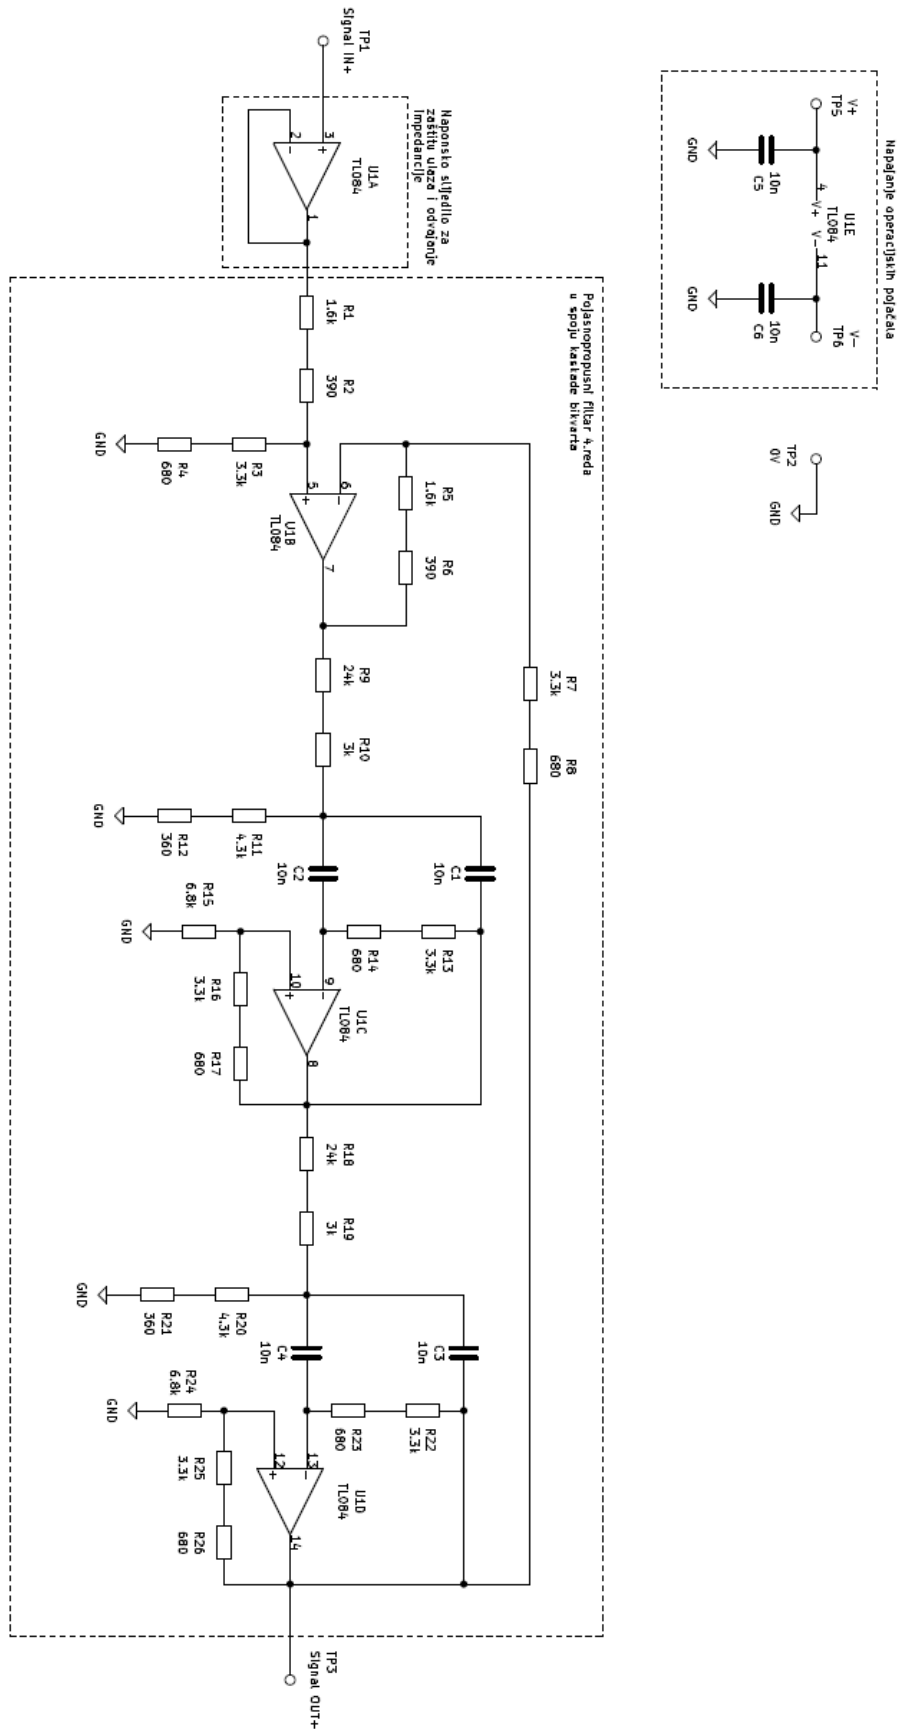 Napajanje operacijskih pojačala
V+
TP5
V-
TP6
U1E
TL084
4
V+
V-
11
10n
C5
10n
C6
GND
GND
TP2
0V
GND
Pojasnopropusni filtar 4.reda
u spoju kaskade bikvarta
R7
3.3k
R8
680
Naponsko slijedilo za
zaštitu ulaza i odvajanje
impedancije
TP1
Signal IN+
U1A
TL084
3
2
1
+
-
R1
1.6k
R2
390
R3
3.3k
R4
680
GND
R5
1.6k
R6
390
6
5
-
+
7
U1B
TL084
R9
24k
R10
3k
R11
4.3k
R12
360
GND
C1
10n
C2
10n
R13
3.3k
R14
680
9
10
-
+
8
U1C
TL084
R15
6.8k
GND
R16
3.3k
R17
680
R18
24k
R19
3k
R20
4.3k
R21
360
GND
C3
10n
C4
10n
R22
3.3k
R23
680
13
12
-
+
14
U1D
TL084
R24
6.8k
GND
R25
3.3k
R26
680
TP3
Signal OUT+